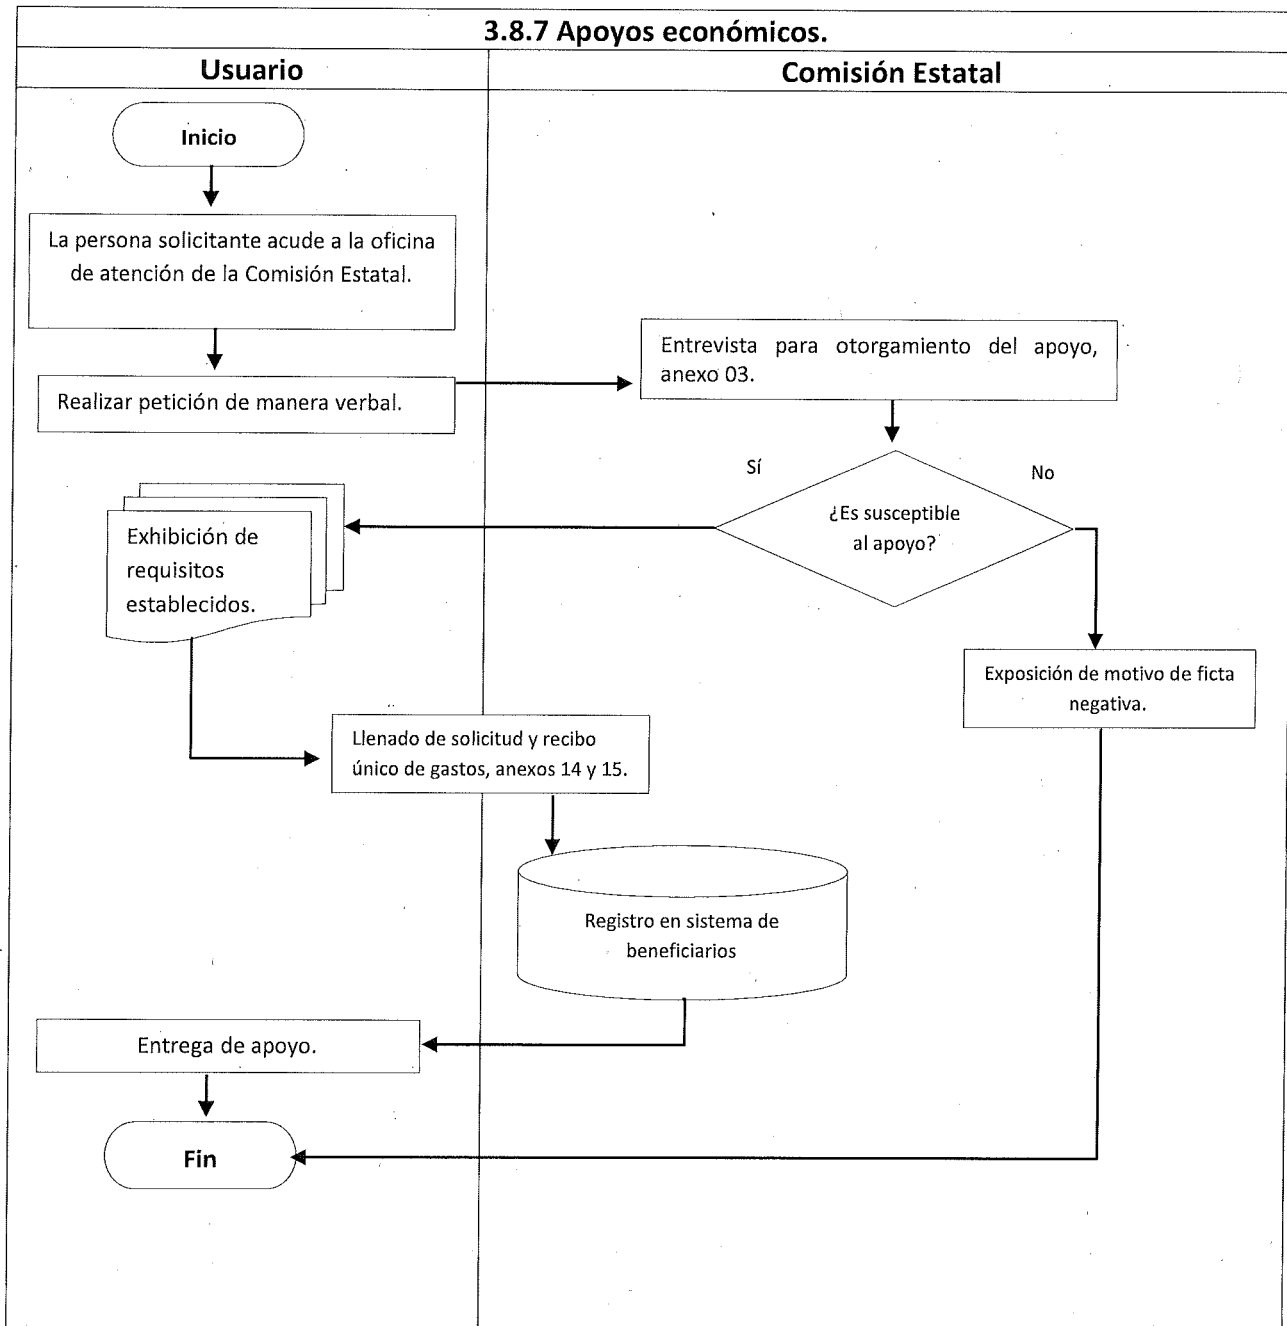 3.8.7 Apoyos económicos.
Usuario
Comisión Estatal
Inicio
La persona solicitante acude a la oficina
de atención de la Comisión Estatal.
Realizar petición de manera verbal.
Entrevista para otorgamiento del apoyo,
anexo 03.
Sí
No
¿Es susceptible
al apoyo?
Exhibición de
requisitos
establecidos.
Exposición de motivo de ficta
negativa.
Llenado de solicitud y recibo
único de gastos, anexos 14 y 15.
Registro en sistema de
beneficiarios
Entrega de apoyo.
Fin